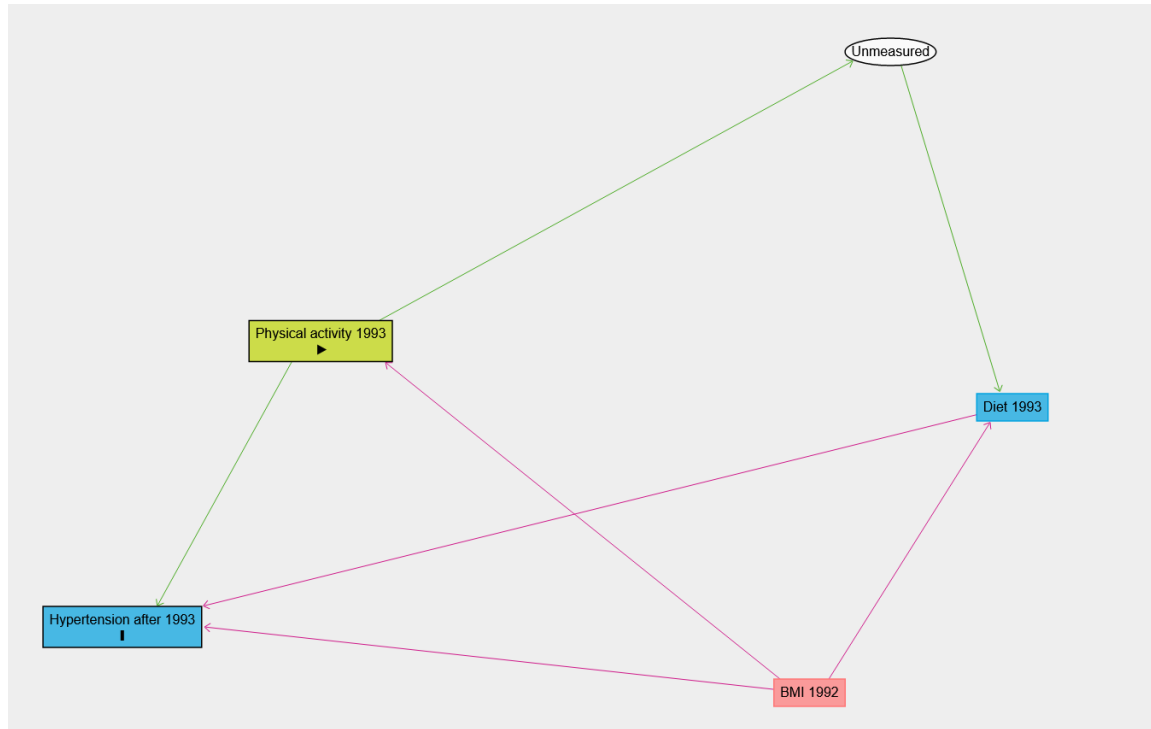 Unmeasured
Physical activity 1993
Diet 1993
Hypertension after 1993
BMI 1992